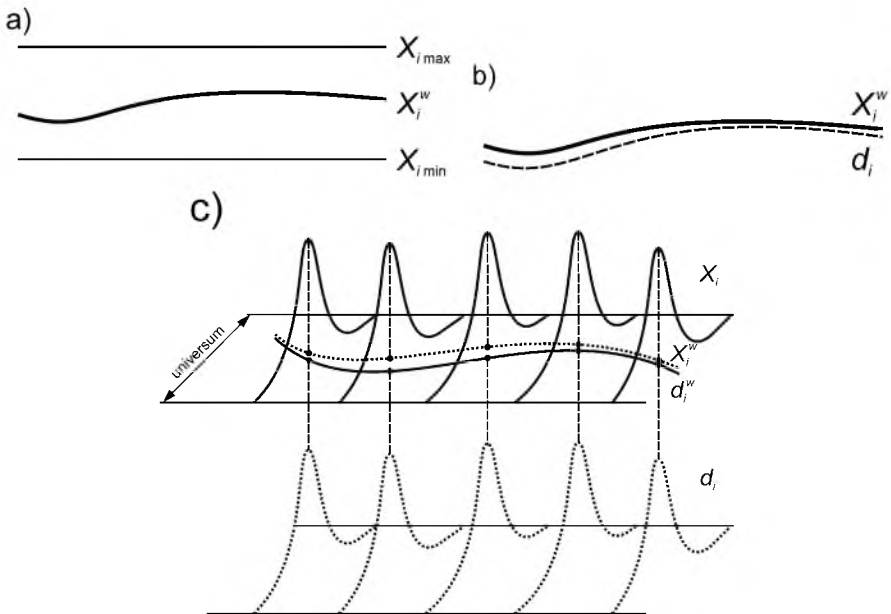 a)
X_i max
X_i^w
X_i min
b)
X_i^w
d_i
c)
X_i
universum
X_i^w
d_i^w
d_i